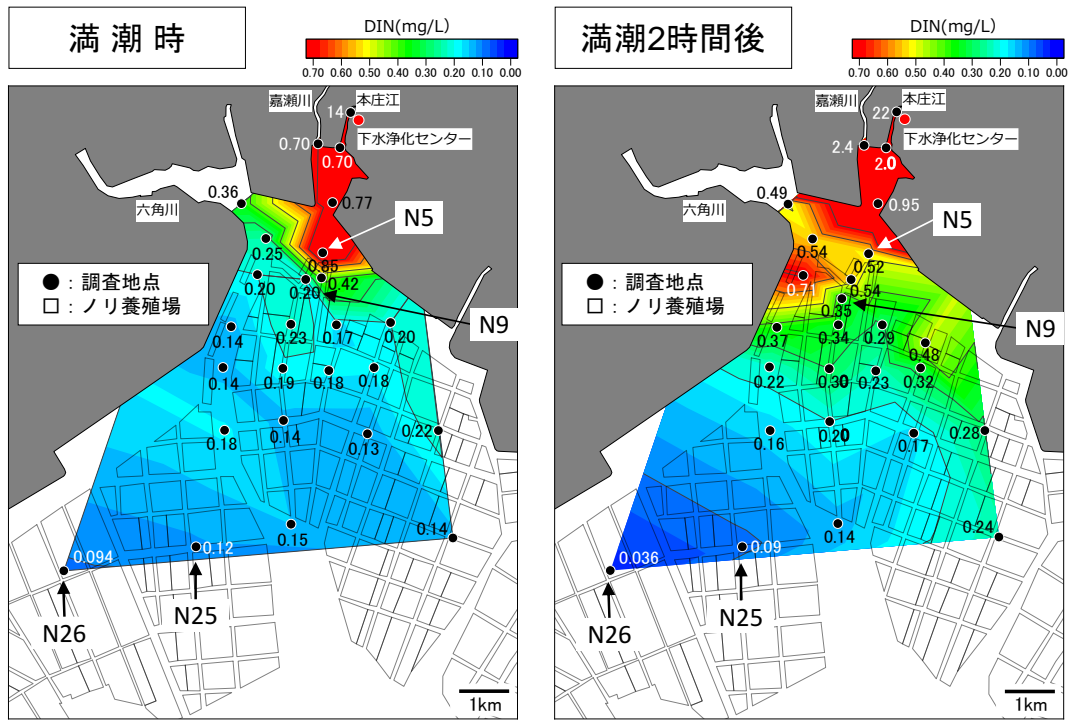 満潮時
DIN(mg/L)
0.70 0.60 0.50 0.40 0.30 0.20 0.10 0.00
嘉瀬川
本庄江
14
下水浄化センター
0.70
0.70
0.36
0.77
六角川
N5
0.25
0.85
0.20
0.20
0.42
●：調査地点
□：ノリ養殖場
N9
0.14
0.23
0.17
0.20
0.14
0.19
0.18
0.18
0.18
0.14
0.13
0.22
0.15
0.14
0.094
0.12
N26
N25
1km
満潮2時間後
DIN(mg/L)
0.70 0.60 0.50 0.40 0.30 0.20 0.10 0.00
嘉瀬川
本庄江
22
下水浄化センター
2.4
2.0
0.49
0.95
六角川
N5
0.54
0.52
0.71
0.54
●：調査地点
□：ノリ養殖場
0.35
N9
0.37
0.34
0.29
0.48
0.22
0.30
0.23
0.32
0.16
0.20
0.17
0.28
0.14
0.24
0.036
0.09
N26
N25
1km